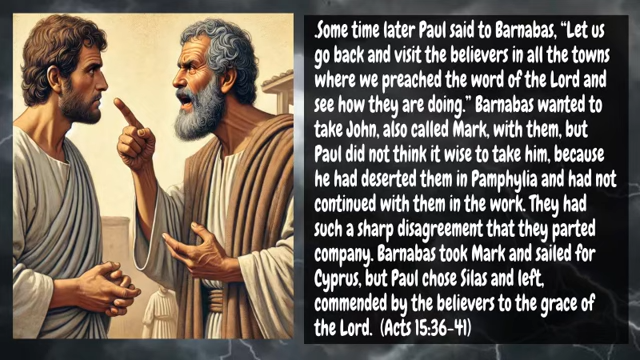 .Some time later Paul said to Barnabas, “Let us
go back and visit the believers in all the towns
where we preached the word of the Lord and
see how they are doing.” Barnabas wanted to
take John, also called Mark, with them, but
Paul did not think it wise to take him, because
he had deserted them in Pamphylia and had not
continued with them in the work. They had
such a sharp disagreement that they parted
company. Barnabas took Mark and sailed for
Cyprus, but Paul chose Silas and left,
commended by the believers to the grace of
the Lord. (Acts 15:36-41)